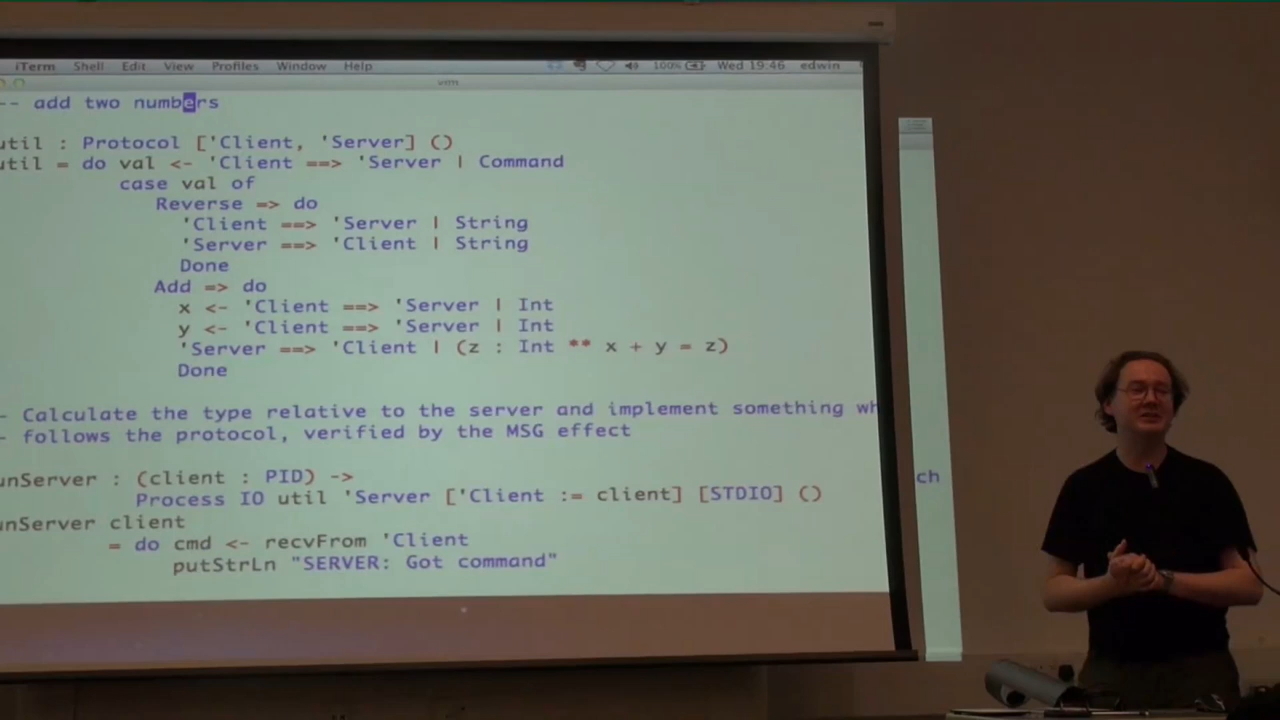 iTerm Shell Edit View Profiles Window Help 100% Wed 19:46 edwin
vim
-- add two numbers
util : Protocol ['Client, 'Server] ()
util = do val <- 'Client ==> 'Server | Command
case val of
Reverse => do
'Client ==> 'Server | String
'Server ==> 'Client | String
Done
Add => do
x <- 'Client ==> 'Server | Int
y <- 'Client ==> 'Server | Int
'Server ==> 'Client | (z : Int ** x + y = z)
Done
- Calculate the type relative to the server and implement something wh
- follows the protocol, verified by the MSG effect
unServer : (client : PID) ->
Process IO util 'Server ['Client := client] [STDIO] ()
unServer client
= do cmd <- recvFrom 'Client
putStrLn "SERVER: Got command"
ch